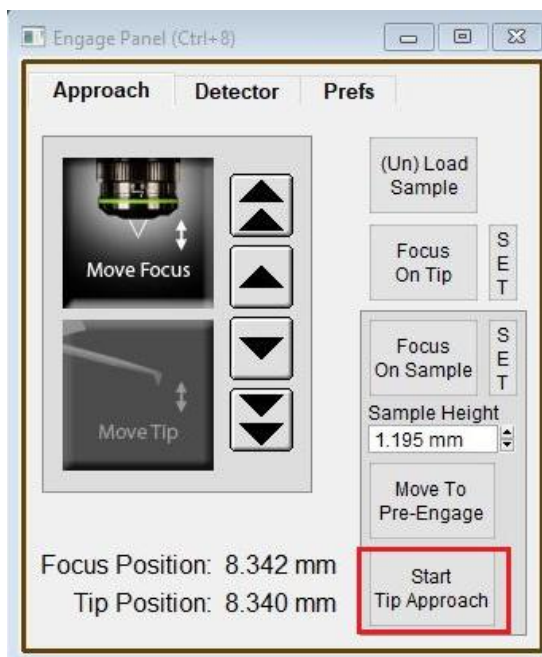 Engage Panel (Ctrl+8)
Approach Detector Prefs
Move Focus
Move Tip
(Un) Load
Sample
Focus
On Tip
S
E
T
Focus
On Sample
S
E
T
Sample Height
1.195 mm
Move To
Pre-Engage
Start
Tip Approach
Focus Position: 8.342 mm
Tip Position: 8.340 mm